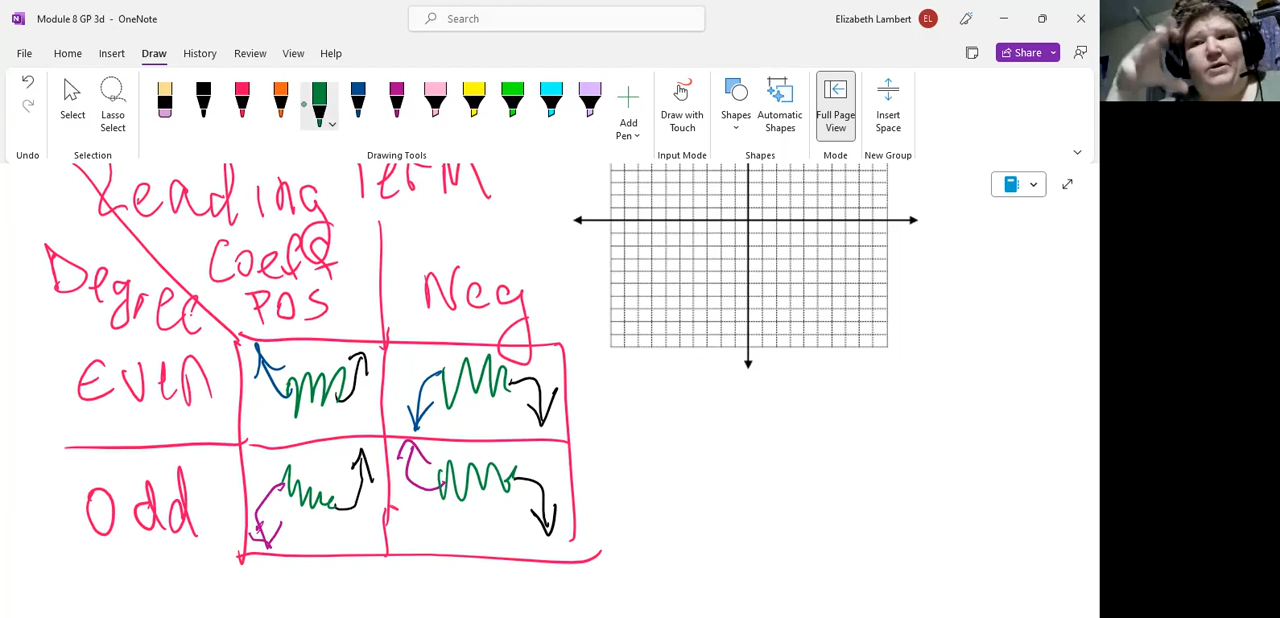 Module 8 GP 3d - OneNote
Search
Elizabeth Lambert EL
File Home Insert Draw History Review View Help
Share
Select
Lasso Select
Add Pen
Draw with Touch
Shapes
Automatic Shapes
Full Page View
Insert Space
Undo Selection Drawing Tools Input Mode Shapes Mode New Group
Leading Term
Degree
Coeff
POS
Neg
Even
Odd